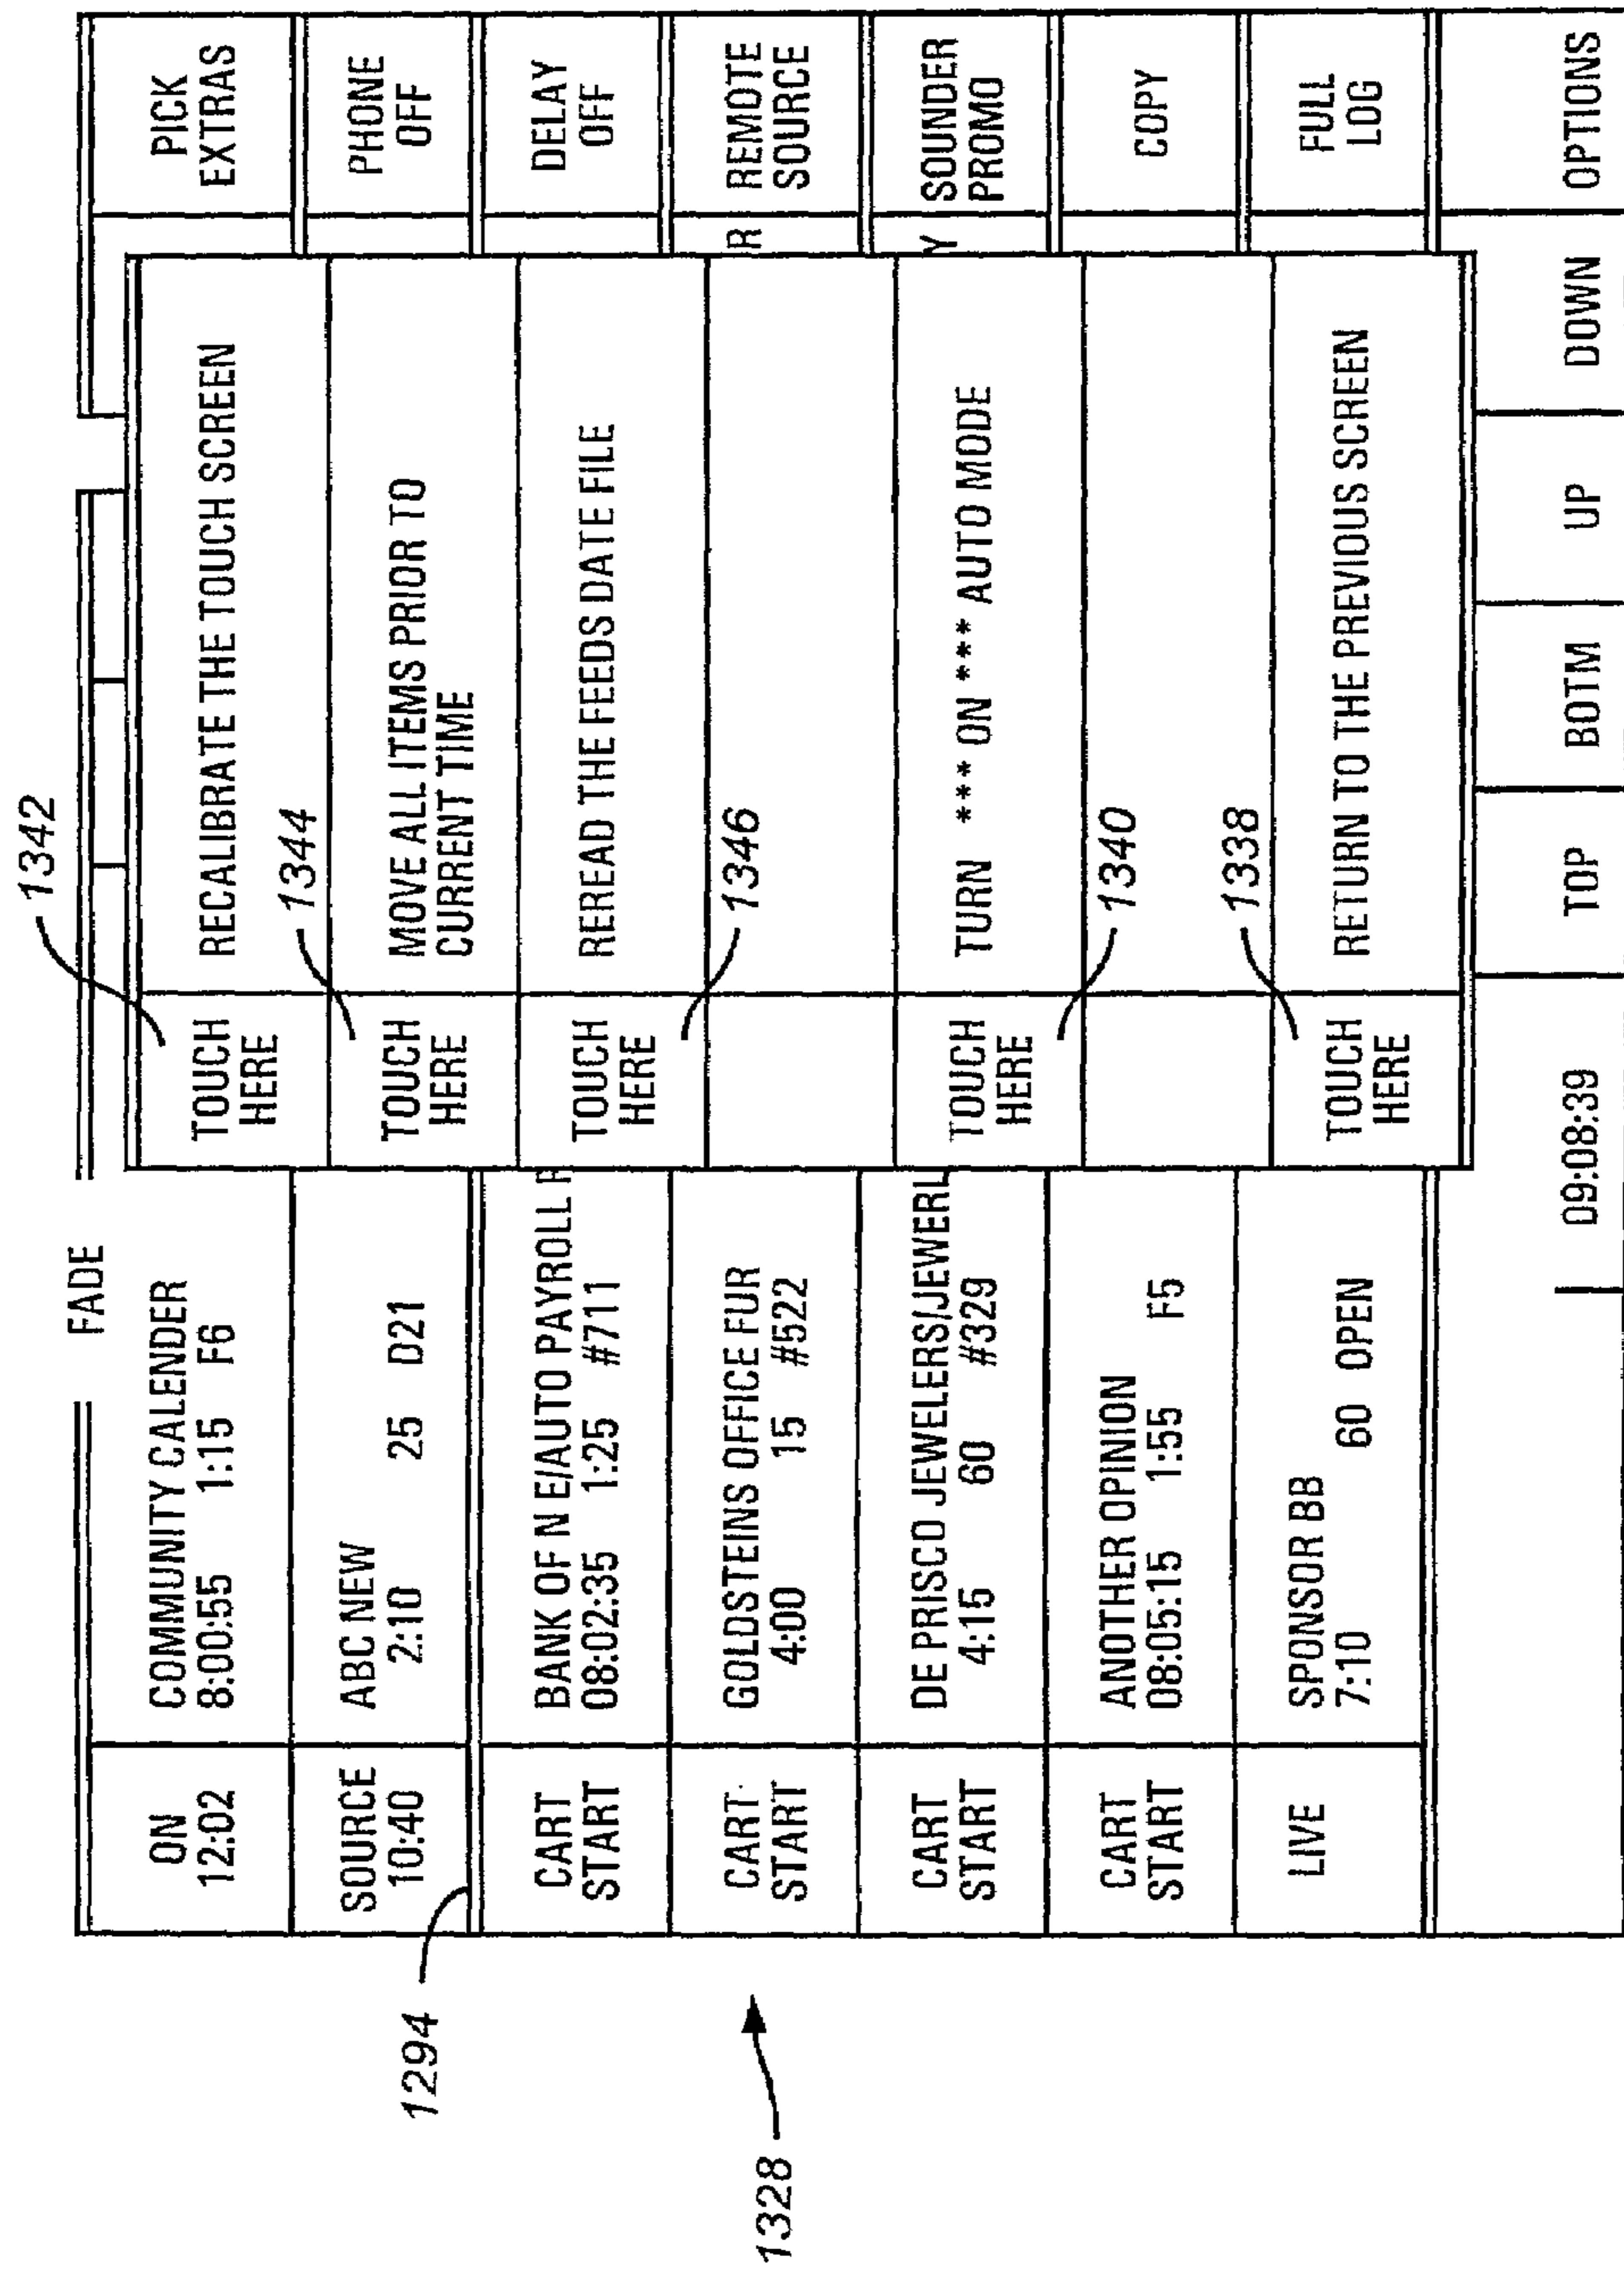 FADE
1342
ON
12:02
COMMUNITY CALENDER
8:00:55 1:15 F6
TOUCH
HERE
RECALIBRATE THE TOUCH SCREEN
PICK
EXTRAS
1344
SOURCE
10:40
ABC NEW
2:10 25 D21
TOUCH
HERE
MOVE ALL ITEMS PRIOR TO
CURRENT TIME
PHONE
OFF
1294
CART
START
BANK OF N E/AUTO PAYROLL
08:02:35 1:25 #711
TOUCH
HERE
REREAD THE FEEDS DATE FILE
DELAY
OFF
1346
CART
START
GOLDSTEINS OFFICE FUR
4:00 15 #522
R
REMOTE
SOURCE
1328
CART
START
DE PRISCO JEWELERS/JEWERL
4:15 60 #329
TOUCH
HERE
TURN *** ON *** AUTO MODE
Y
SOUNDER
PROMO
1340
CART
START
ANOTHER OPINION
08:05:15 1:55 F5
COPY
1338
LIVE
SPONSOR BB
7:10 60 OPEN
TOUCH
HERE
RETURN TO THE PREVIOUS SCREEN
FULL
LOG
09:08:39 TOP BOTM UP DOWN OPTIONS